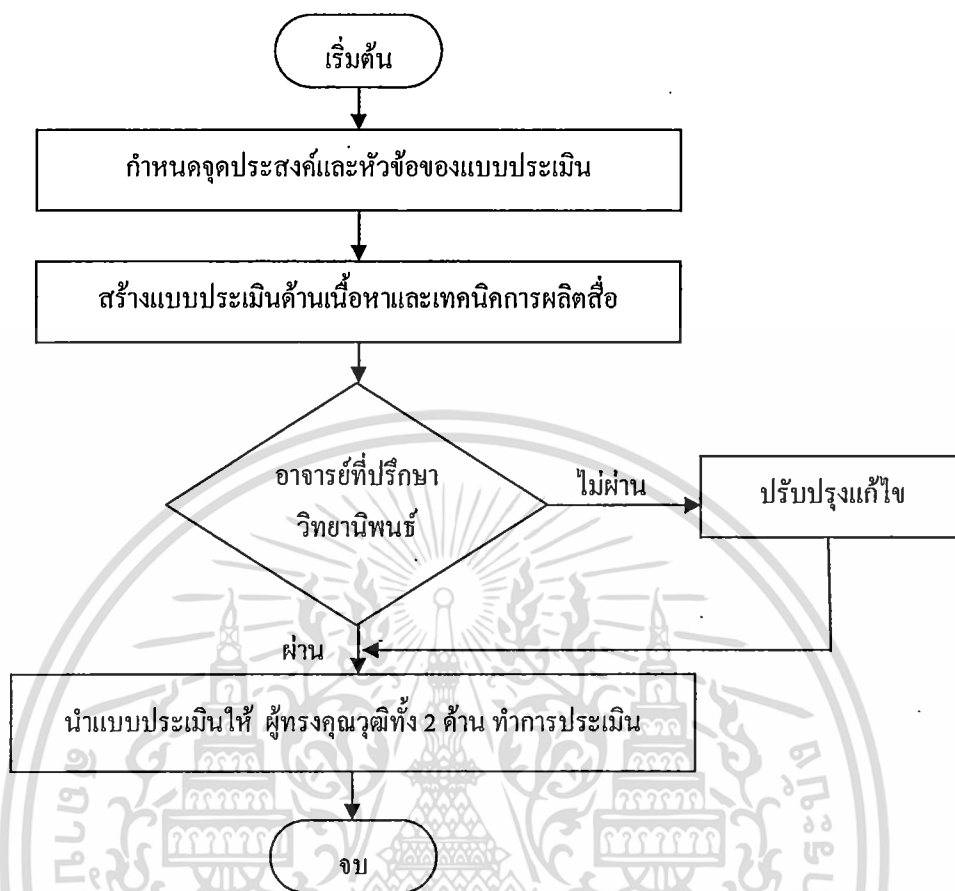 เริ่มต้น
กำหนดจุดประสงค์และหัวข้อของแบบประเมิน
สร้างแบบประเมินด้านเนื้อหาและเทคนิคการผลิตสื่อ
อาจารย์ที่ปรึกษา
วิทยานิพนธ์
ไม่ผ่าน
ปรับปรุงแก้ไข
ผ่าน
นำแบบประเมินให้ ผู้ทรงคุณวุฒิทั้ง 2 ด้าน ทำการประเมิน
จบ